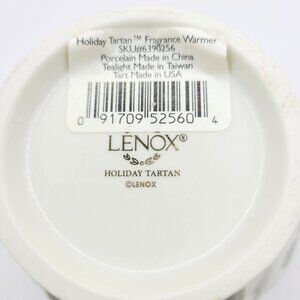 Holiday Tartan™ Fragrance Warmer
SKU#6390256
Porcelain Made in China
Tealight Made in Taiwan
Tart Made in USA
0 91709 52560 4
LENOX®
HOLIDAY TARTAN
©LENOX